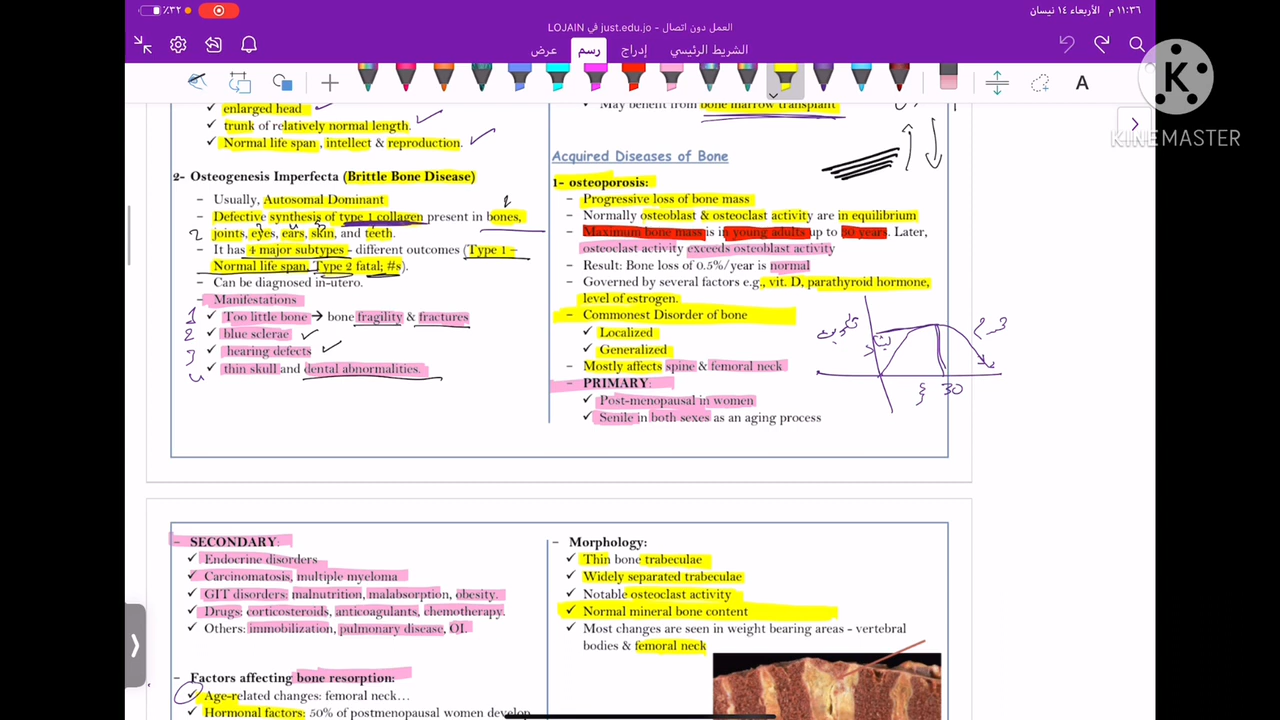 ٪٣٢
١١:٣٦ م الأربعاء ١٤ نيسان
LOJAIN في just.edu.jo - العمل دون اتصال
عرض رسم إدراج الشريط الرئيسي
A
K
KINEMASTER
enlarged head
✓ trunk of relatively normal length.
✓ Normal life span , intellect & reproduction.
2- Osteogenesis Imperfecta (Brittle Bone Disease)
– Usually, Autosomal Dominant
– Defective synthesis of type 1 collagen present in bones,
joints, eyes, ears, skin, and teeth.
– It has 4 major subtypes - different outcomes (Type 1 –
Normal life span, Type 2 fatal; #s).
– Can be diagnosed in-utero.
– Manifestations
✓ Too little bone → bone fragility & fractures
✓ blue sclerae
✓ hearing defects
✓ thin skull and dental abnormalities.
1
2
3
2
✓ May benefit from bone marrow transplant
Acquired Diseases of Bone
1- osteoporosis:
– Progressive loss of bone mass
– Normally osteoblast & osteoclast activity are in equilibrium
– Maximum bone mass is in young adults up to 30 years. Later,
osteoclast activity exceeds osteoblast activity
– Result: Bone loss of 0.5%/year is normal
– Governed by several factors e.g., vit. D, parathyroid hormone,
level of estrogen.
– Commonest Disorder of bone
✓ Localized
✓ Generalized
– Mostly affects spine & femoral neck
– PRIMARY:
✓ Post-menopausal in women
✓ Senile in both sexes as an aging process
30
– SECONDARY:
✓ Endocrine disorders
✓ Carcinomatosis, multiple myeloma
✓ GIT disorders: malnutrition, malabsorption, obesity.
✓ Drugs: corticosteroids, anticoagulants, chemotherapy.
✓ Others: immobilization, pulmonary disease, OI.
– Factors affecting bone resorption:
✓ Age-related changes: femoral neck…
✓ Hormonal factors: 50% of postmenopausal women develop
– Morphology:
✓ Thin bone trabeculae
✓ Widely separated trabeculae
✓ Notable osteoclast activity
✓ Normal mineral bone content
✓ Most changes are seen in weight bearing areas – vertebral
bodies & femoral neck